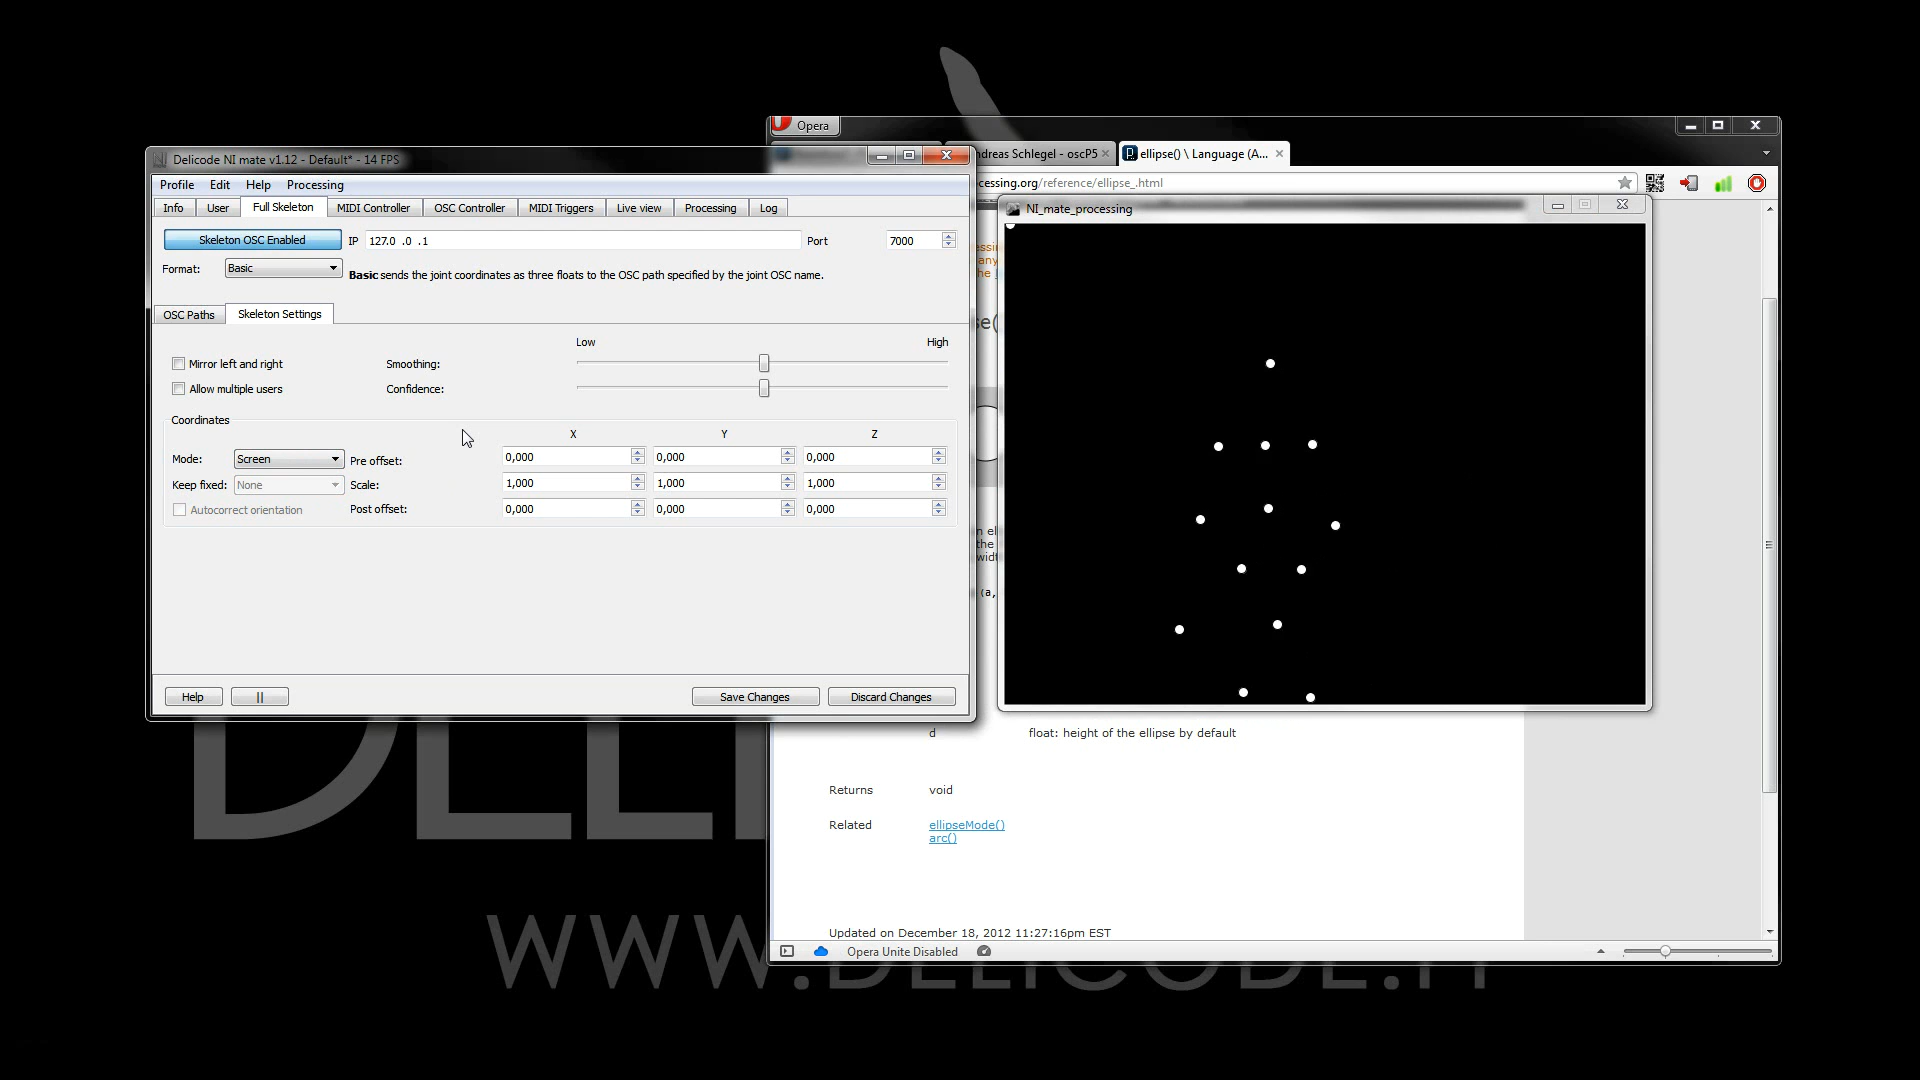 Opera
Delicode NI mate v1.12 - Default* - 14 FPS
ndreas Schlegel - oscP5
ellipse() \ Language (A...
cessing.org/reference/ellipse_.html
Profile Edit Help Processing
Info User Full Skeleton MIDI Controller OSC Controller MIDI Triggers Live view Processing Log
NI_mate_processing
Skeleton OSC Enabled IP 127.0 .0 .1 Port 7000
Format: Basic Basic sends the joint coordinates as three floats to the OSC path specified by the joint OSC name.
OSC Paths Skeleton Settings
Low High
Mirror left and right Smoothing:
Allow multiple users Confidence:
Coordinates
X Y Z
Mode: Screen Pre offset: 0,000 0,000 0,000
Keep fixed: None Scale: 1,000 1,000 1,000
Autocorrect orientation Post offset: 0,000 0,000 0,000
(a,
Help || Save Changes Discard Changes
d float: height of the ellipse by default
Returns void
Related ellipseMode()
arc()
Updated on December 18, 2012 11:27:16pm EST
Opera Unite Disabled
WWW.DELICODE.IT